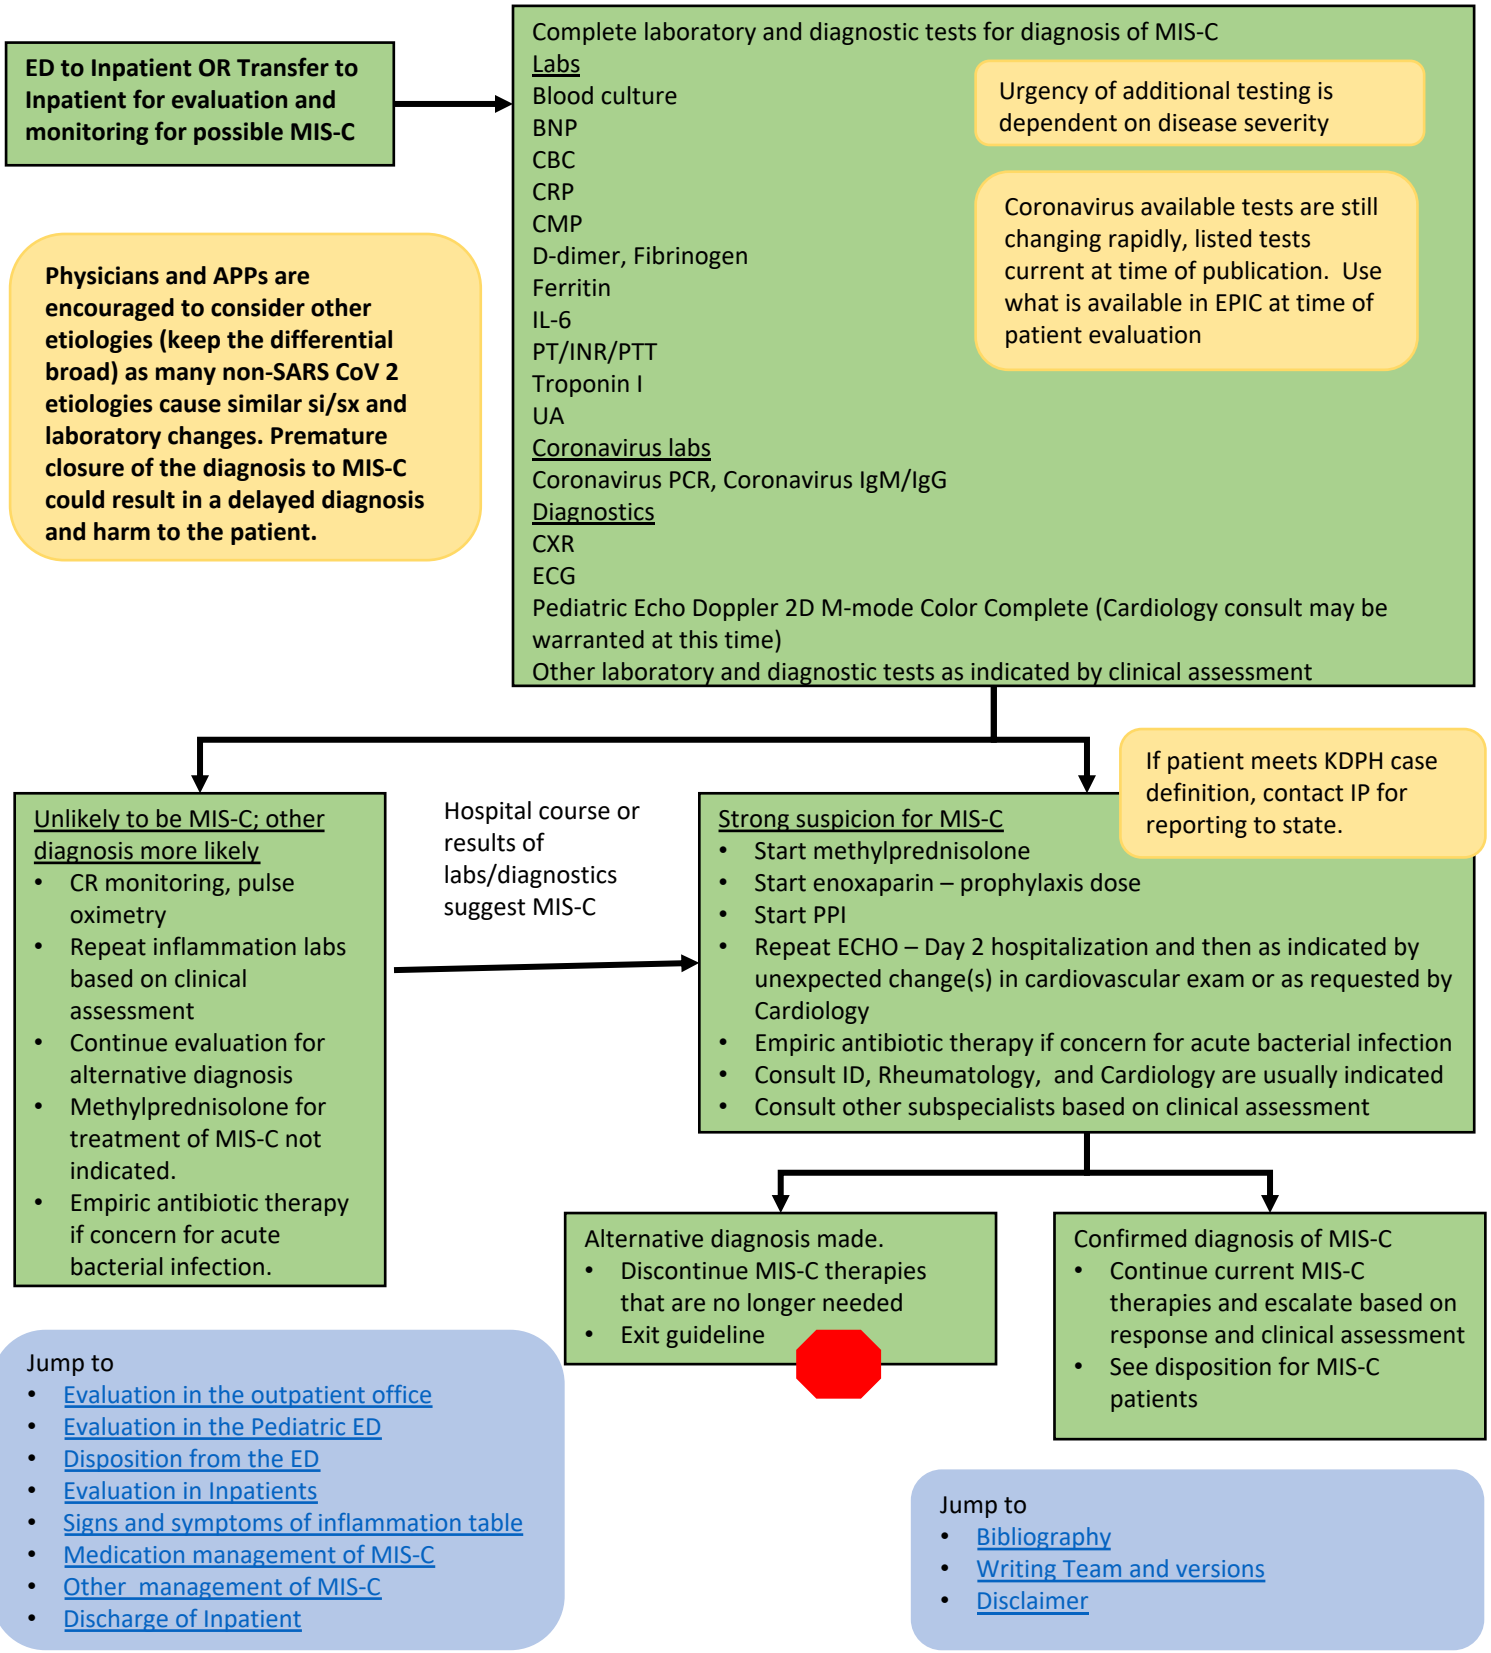 ED to Inpatient OR Transfer to
Inpatient for evaluation and
monitoring for possible MIS-C
Complete laboratory and diagnostic tests for diagnosis of MIS-C
Labs
Blood culture
BNP
CBC
CRP
CMP
D-dimer, Fibrinogen
Ferritin
IL-6
PT/INR/PTT
Troponin I
UA
Coronavirus labs
Coronavirus PCR, Coronavirus IgM/IgG
Diagnostics
CXR
ECG
Pediatric Echo Doppler 2D M-mode Color Complete (Cardiology consult may be
warranted at this time)
Other laboratory and diagnostic tests as indicated by clinical assessment
Urgency of additional testing is
dependent on disease severity
Coronavirus available tests are still
changing rapidly, listed tests
current at time of publication.  Use
what is available in EPIC at time of
patient evaluation
Physicians and APPs are
encouraged to consider other
etiologies (keep the differential
broad) as many non-SARS CoV 2
etiologies cause similar si/sx and
laboratory changes. Premature
closure of the diagnosis to MIS-C
could result in a delayed diagnosis
and harm to the patient.
If patient meets KDPH case
definition, contact IP for
reporting to state.
Unlikely to be MIS-C; other
diagnosis more likely
• CR monitoring, pulse
oximetry
• Repeat inflammation labs
based on clinical
assessment
• Continue evaluation for
alternative diagnosis
• Methylprednisolone for
treatment of MIS-C not
indicated.
• Empiric antibiotic therapy
if concern for acute
bacterial infection.
Hospital course or
results of
labs/diagnostics
suggest MIS-C
Strong suspicion for MIS-C
• Start methylprednisolone
• Start enoxaparin – prophylaxis dose
• Start PPI
• Repeat ECHO – Day 2 hospitalization and then as indicated by
unexpected change(s) in cardiovascular exam or as requested by
Cardiology
• Empiric antibiotic therapy if concern for acute bacterial infection
• Consult ID, Rheumatology,  and Cardiology are usually indicated
• Consult other subspecialists based on clinical assessment
Alternative diagnosis made.
• Discontinue MIS-C therapies
that are no longer needed
• Exit guideline
Confirmed diagnosis of MIS-C
• Continue current MIS-C
therapies and escalate based on
response and clinical assessment
• See disposition for MIS-C
patients
Jump to
• Evaluation in the outpatient office
• Evaluation in the Pediatric ED
• Disposition from the ED
• Evaluation in Inpatients
• Signs and symptoms of inflammation table
• Medication management of MIS-C
• Other  management of MIS-C
• Discharge of Inpatient
Jump to
• Bibliography
• Writing Team and versions
• Disclaimer